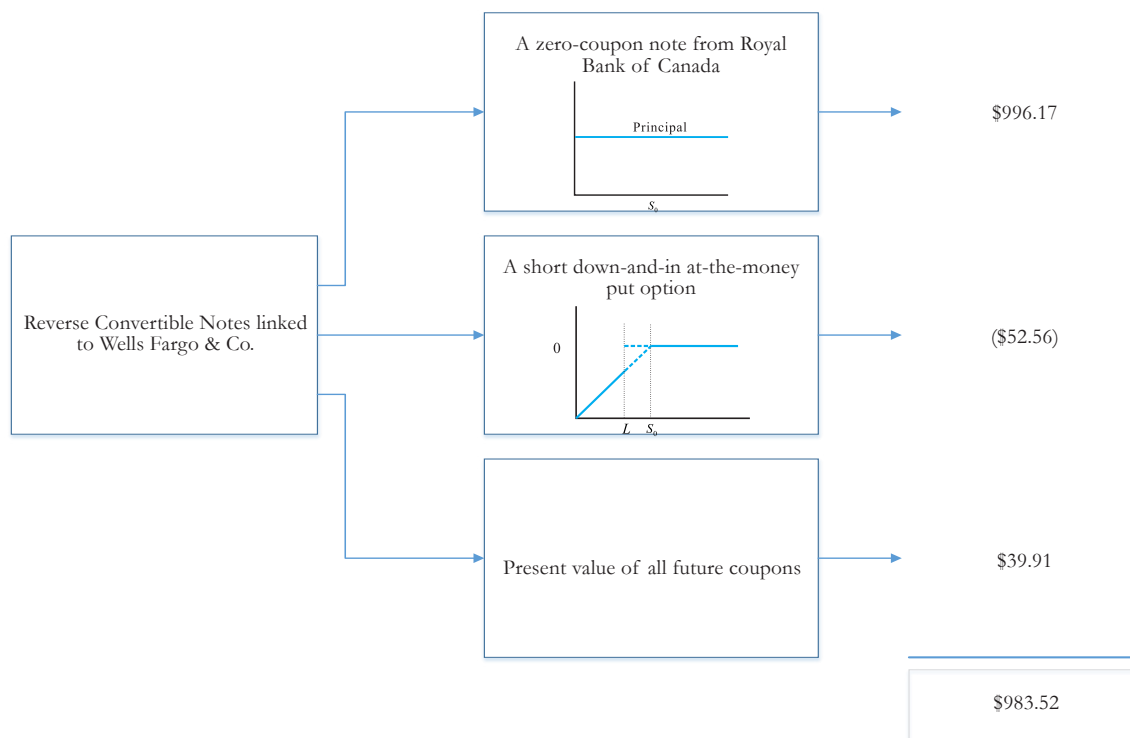 A zero-coupon note from Royal
Bank of Canada
Principal
S₀
$996.17
Reverse Convertible Notes linked
to Wells Fargo & Co.
A short down-and-in at-the-money
put option
0
L
S₀
($52.56)
Present value of all future coupons
$39.91
$983.52